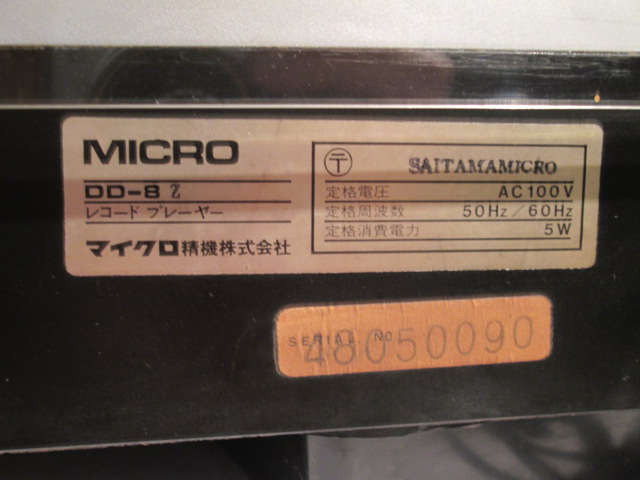 MICRO
DD-8 Z
レコード プレーヤー
マイクロ精機株式会社
〒 SAITAMAMICRO
定格電圧 AC100V
定格周波数 50Hz/60Hz
定格消費電力 5W
SERIAL NO.
48050090